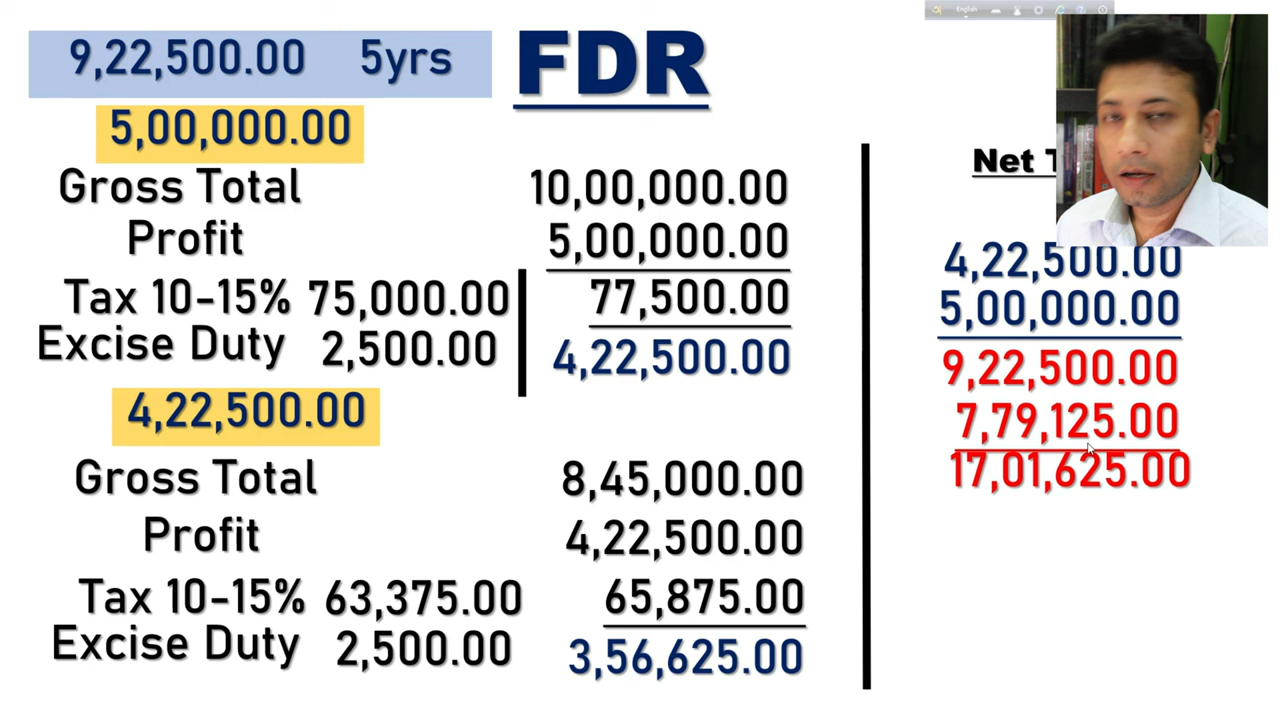 English
9,22,500.00 5yrs
FDR
5,00,000.00
Gross Total 10,00,000.00
Profit 5,00,000.00
Tax 10-15% 75,000.00 77,500.00
Excise Duty 2,500.00 4,22,500.00
4,22,500.00
Gross Total 8,45,000.00
Profit 4,22,500.00
Tax 10-15% 63,375.00 65,875.00
Excise Duty 2,500.00 3,56,625.00
Net
4,22,500.00
5,00,000.00
9,22,500.00
7,79,125.00
17,01,625.00